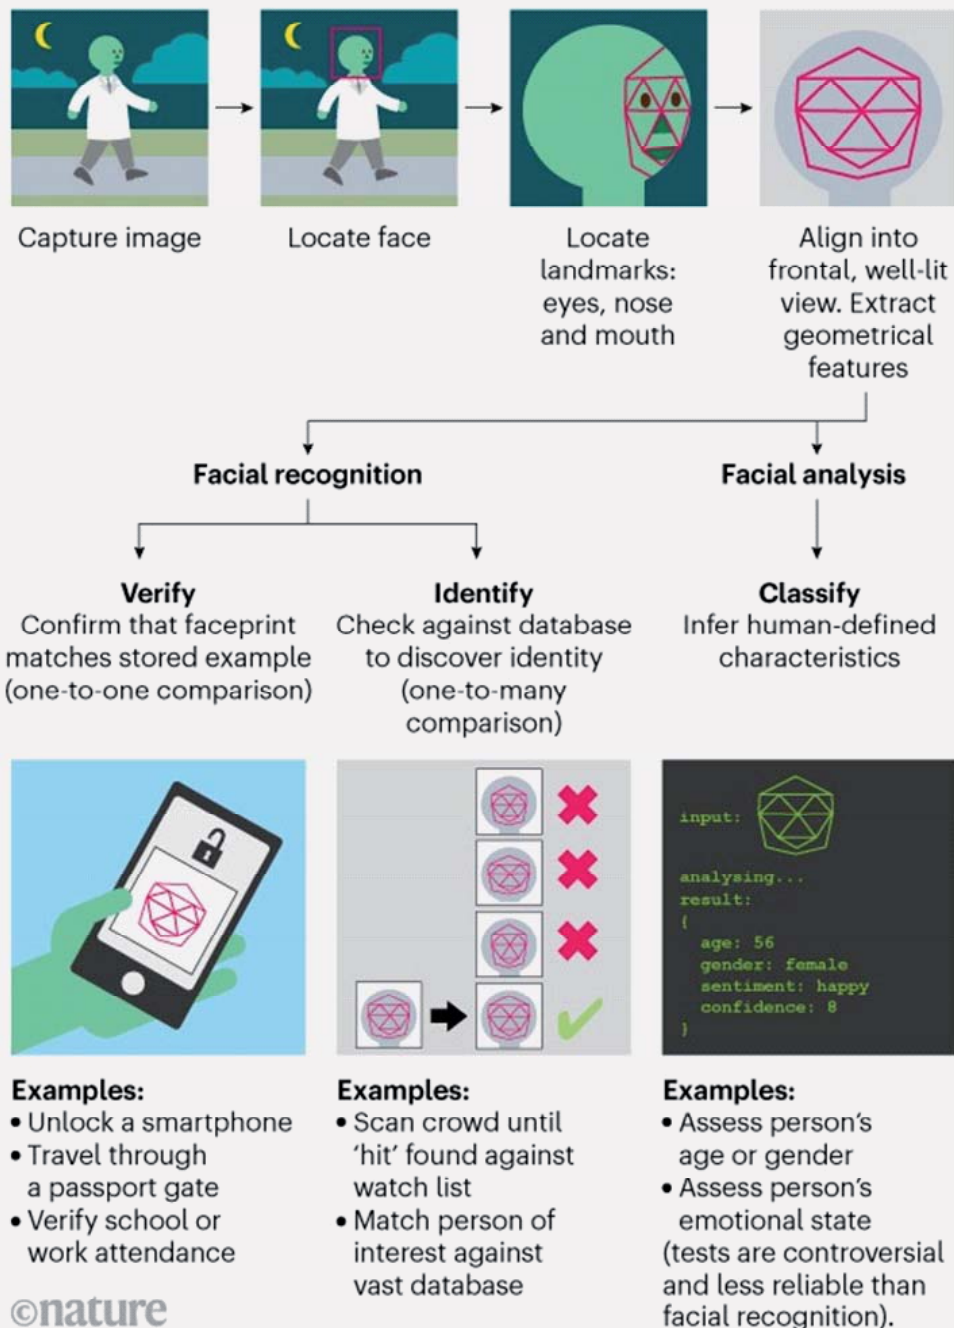 Capture image
Locate face
Locate
landmarks:
eyes, nose
and mouth
Align into
frontal, well-lit
view. Extract
geometrical
features
Facial recognition
Facial analysis
Verify
Confirm that faceprint
matches stored example
(one-to-one comparison)
Identify
Check against database
to discover identity
(one-to-many
comparison)
Classify
Infer human-defined
characteristics
input:
analysing...
result:
{
age: 56
gender: female
sentiment: happy
confidence: 8
}
Examples:
• Unlock a smartphone
• Travel through
a passport gate
• Verify school or
work attendance
Examples:
• Scan crowd until
‘hit’ found against
watch list
• Match person of
interest against
vast database
Examples:
• Assess person’s
age or gender
• Assess person’s
emotional state
(tests are controversial
and less reliable than
facial recognition).
©nature